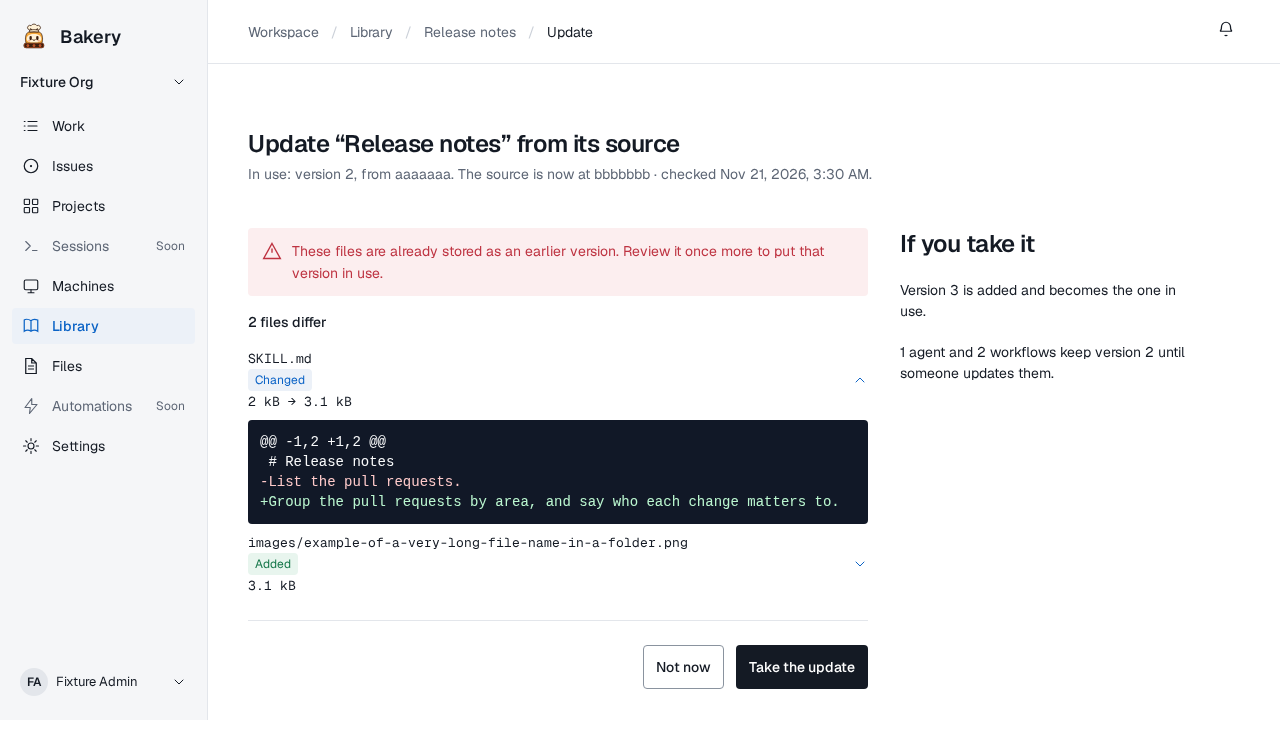 Bakery
Fixture Org
Work
Issues
Projects
Sessions Soon
Machines
Library
Files
Automations Soon
Settings
FA Fixture Admin
Workspace / Library / Release notes / Update
Update “Release notes” from its source
In use: version 2, from aaaaaaa. The source is now at bbbbbbb · checked Nov 21, 2026, 3:30 AM.
These files are already stored as an earlier version. Review it once more to put that
version in use.
2 files differ
SKILL.md
Changed
2 kB → 3.1 kB
@@ -1,2 +1,2 @@
# Release notes
-List the pull requests.
+Group the pull requests by area, and say who each change matters to.
images/example-of-a-very-long-file-name-in-a-folder.png
Added
3.1 kB
Not now
Take the update
If you take it
Version 3 is added and becomes the one in
use.
1 agent and 2 workflows keep version 2 until
someone updates them.